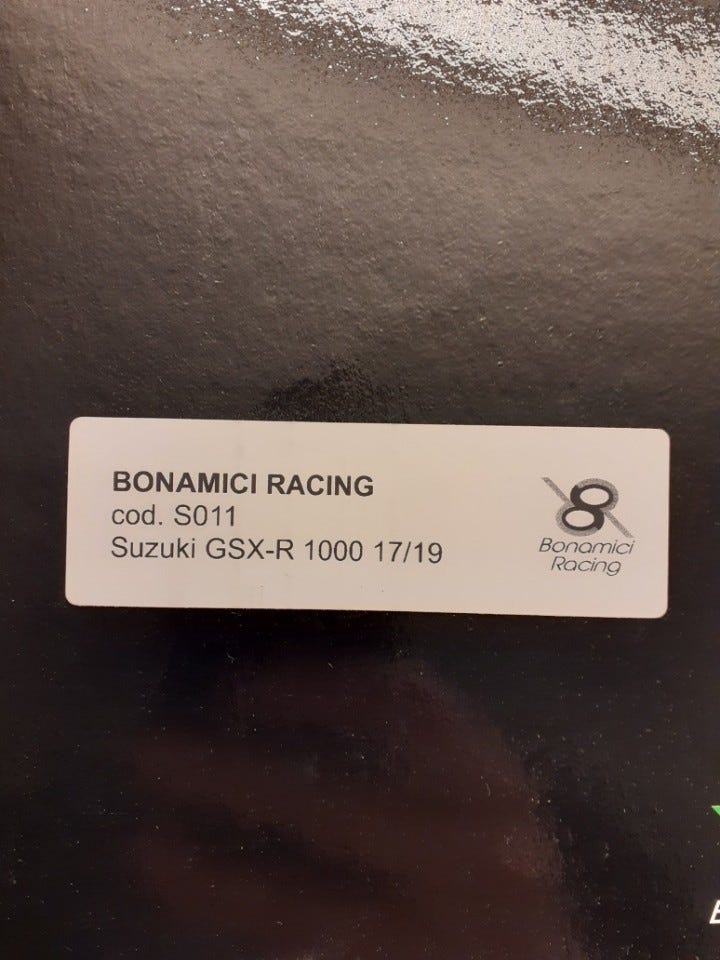 BONAMICI RACING
cod. S011
Suzuki GSX-R 1000 17/19
Bonamici
Racing